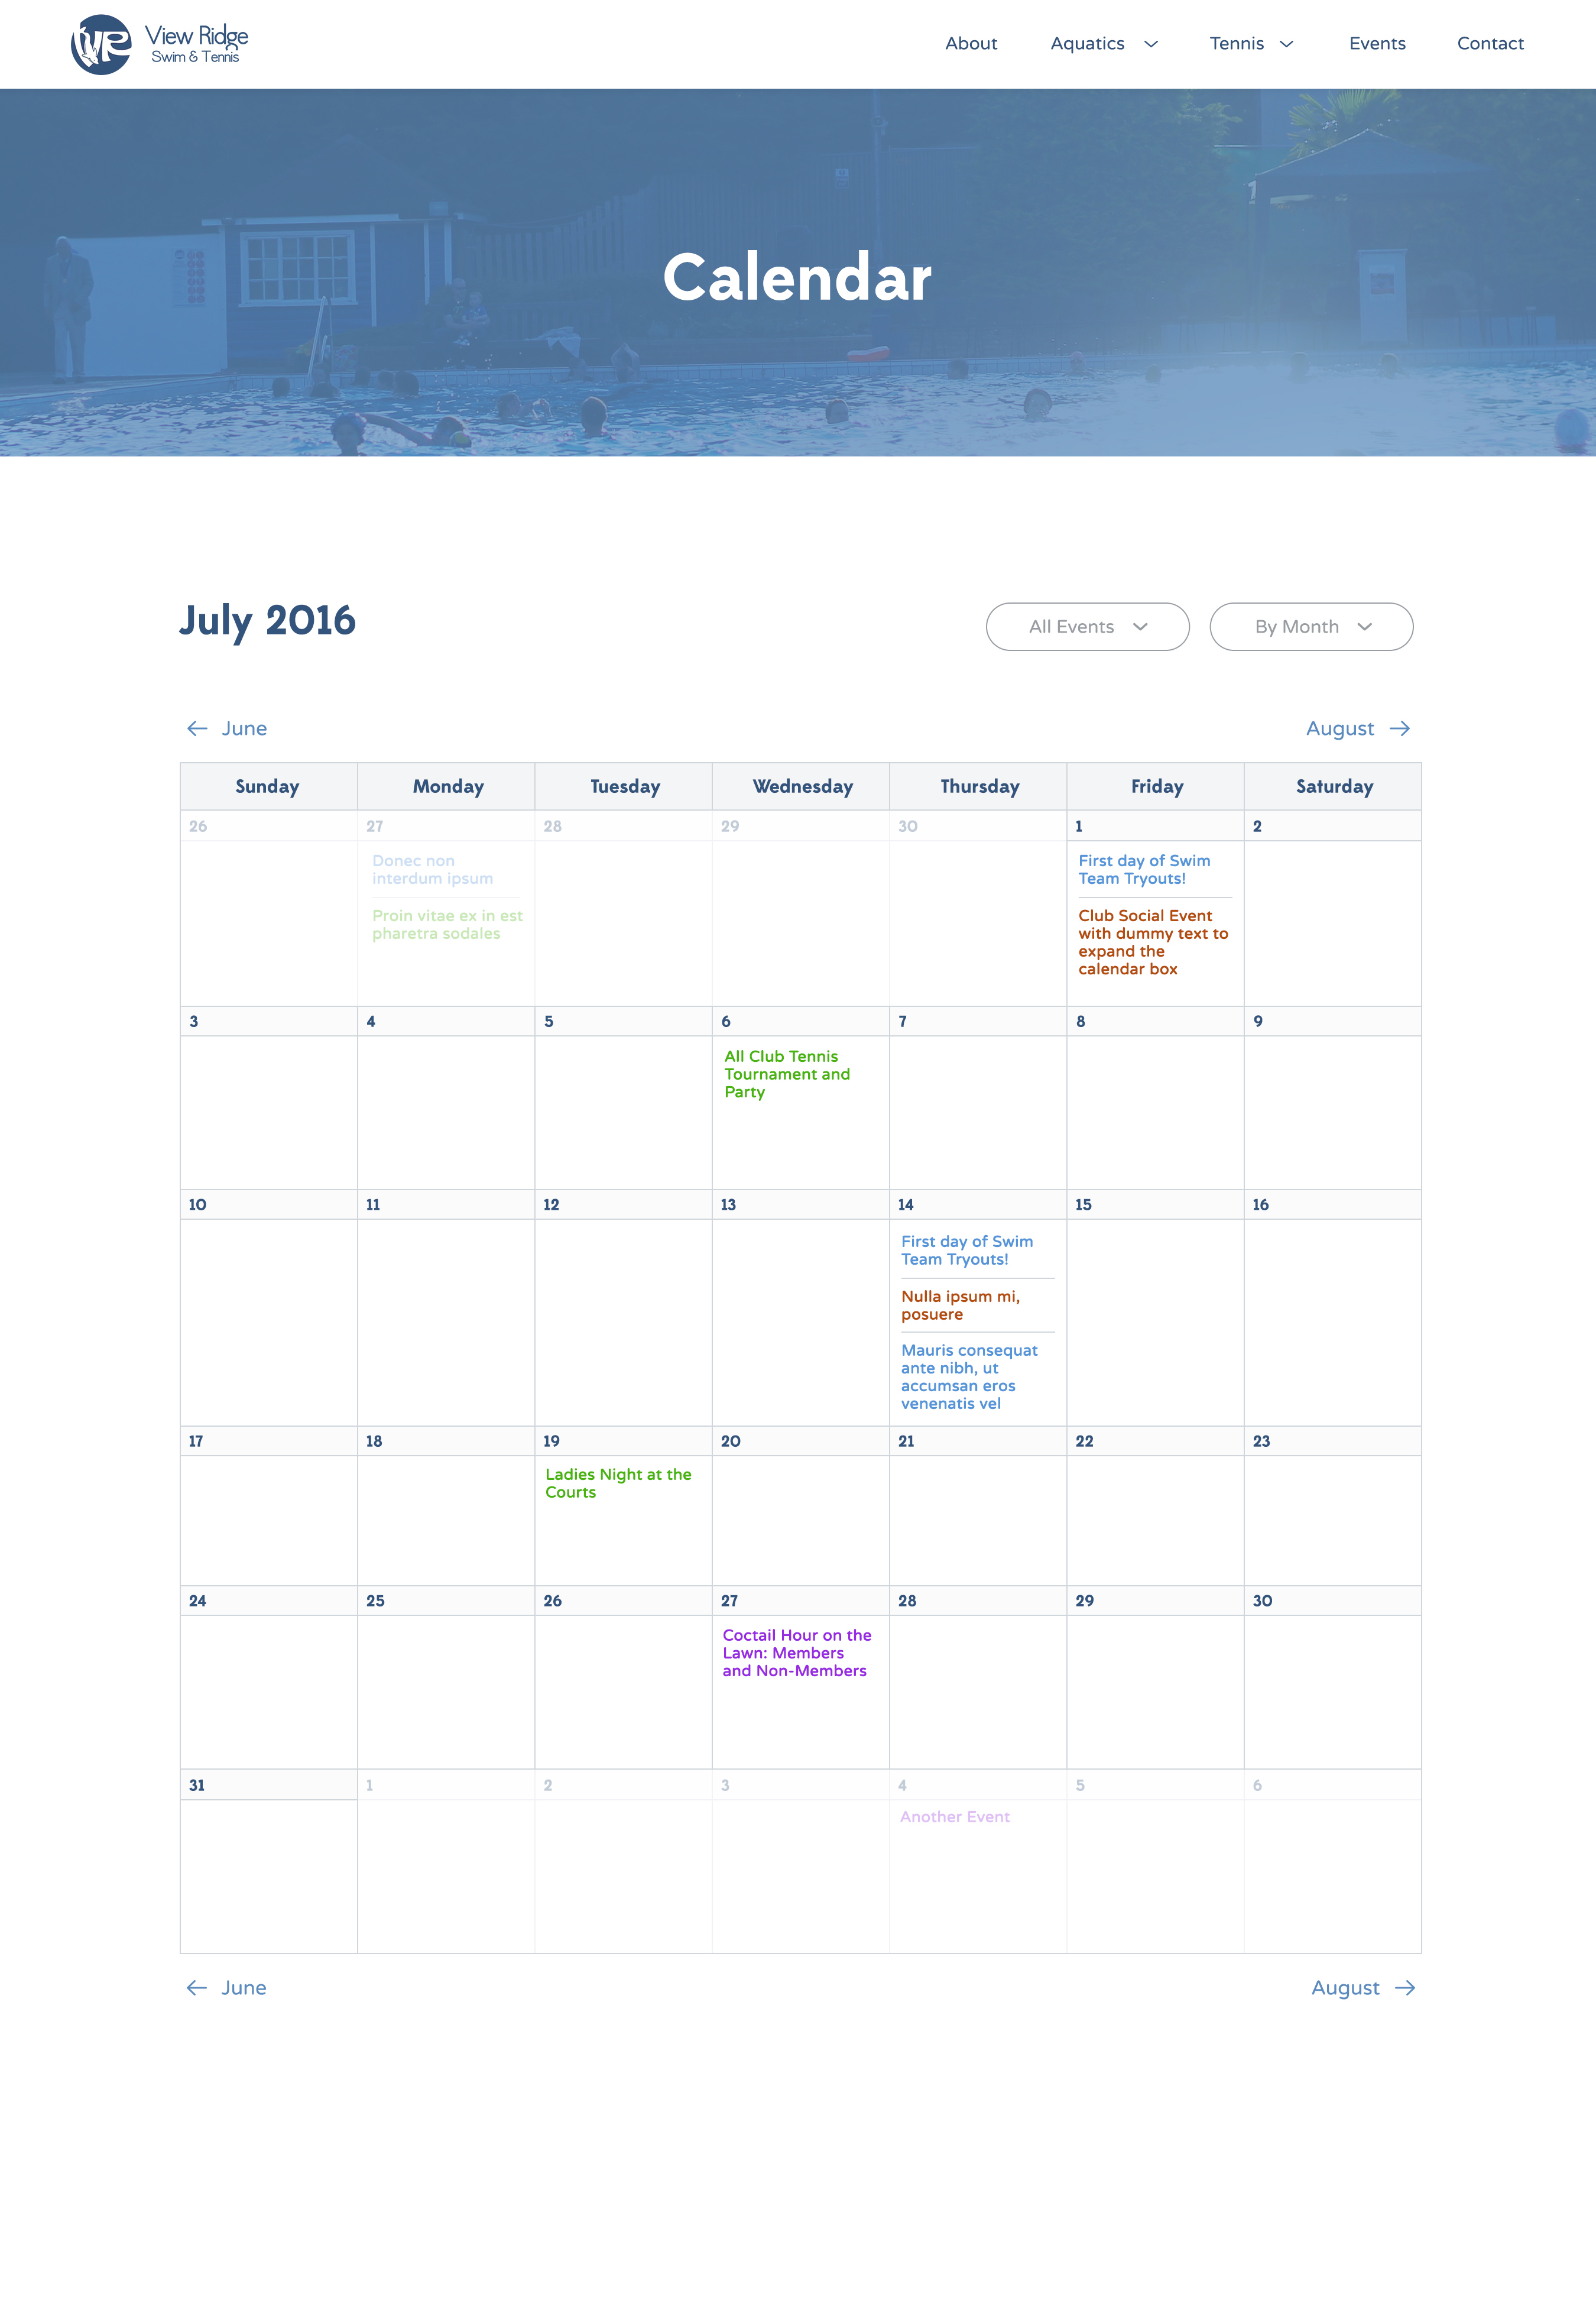 View Ridge
Swim & Tennis
About Aquatics Tennis Events Contact
Calendar
July 2016
All Events By Month
June August
Sunday Monday Tuesday Wednesday Thursday Friday Saturday
26 27 28 29 30 1 2
Donec non
interdum ipsum
Proin vitae ex in est
pharetra sodales
First day of Swim
Team Tryouts!
Club Social Event
with dummy text to
expand the
calendar box
3 4 5 6 7 8 9
All Club Tennis
Tournament and
Party
10 11 12 13 14 15 16
First day of Swim
Team Tryouts!
Nulla ipsum mi,
posuere
Mauris consequat
ante nibh, ut
accumsan eros
venenatis vel
17 18 19 20 21 22 23
Ladies Night at the
Courts
24 25 26 27 28 29 30
Coctail Hour on the
Lawn: Members
and Non-Members
31 1 2 3 4 5 6
Another Event
June August